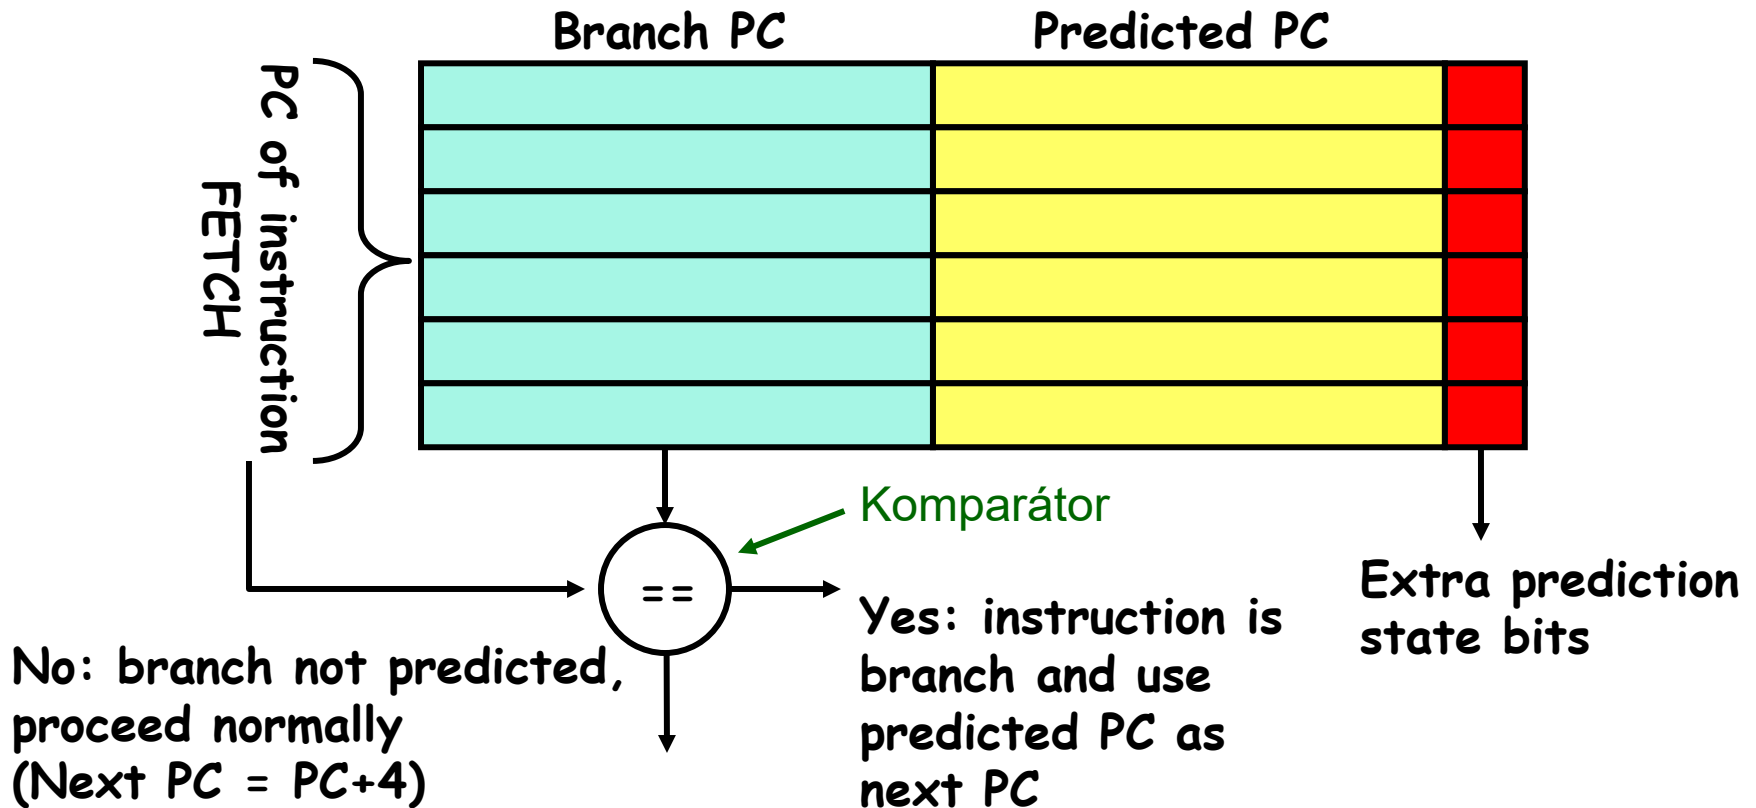 Branch PC
Predicted PC
PC of instruction
FETCH
Komparátor
==
Extra prediction
state bits
Yes: instruction is
branch and use
predicted PC as
next PC
No: branch not predicted,
proceed normally
(Next PC = PC+4)